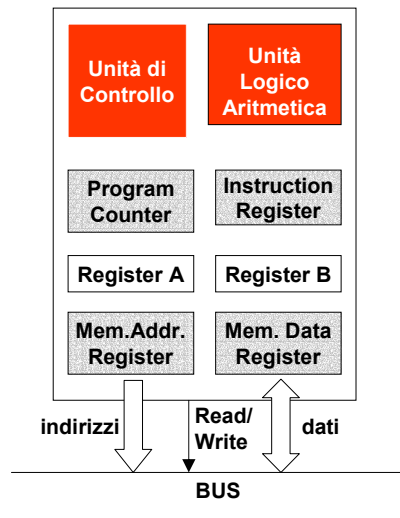 Unità di
Controllo
Unità
Logico
Aritmetica
Program
Counter
Instruction
Register
Register A
Register B
Mem.Addr.
Register
Mem. Data
Register
indirizzi
Read/
Write
dati
BUS